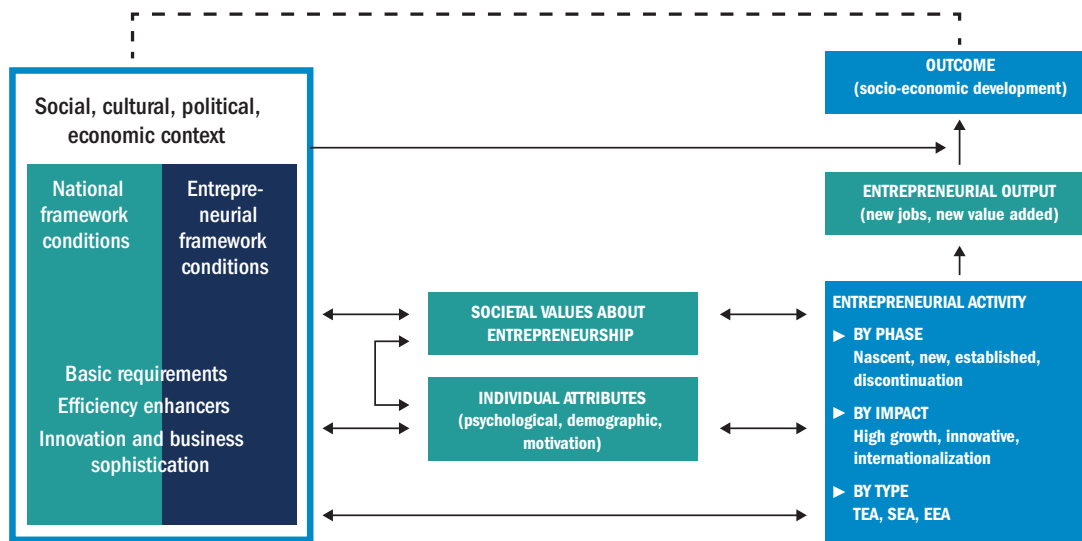 Social, cultural, political,
economic context
National
framework
conditions
Entrepre-
neurial
framework
conditions
Basic requirements
Efficiency enhancers
Innovation and business
sophistication
SOCIETAL VALUES ABOUT
ENTREPRENEURSHIP
INDIVIDUAL ATTRIBUTES
(psychological, demographic,
motivation)
OUTCOME
(socio-economic development)
ENTREPRENEURIAL OUTPUT
(new jobs, new value added)
ENTREPRENEURIAL ACTIVITY
► BY PHASE
Nascent, new, established,
discontinuation
► BY IMPACT
High growth, innovative,
internationalization
► BY TYPE
TEA, SEA, EEA